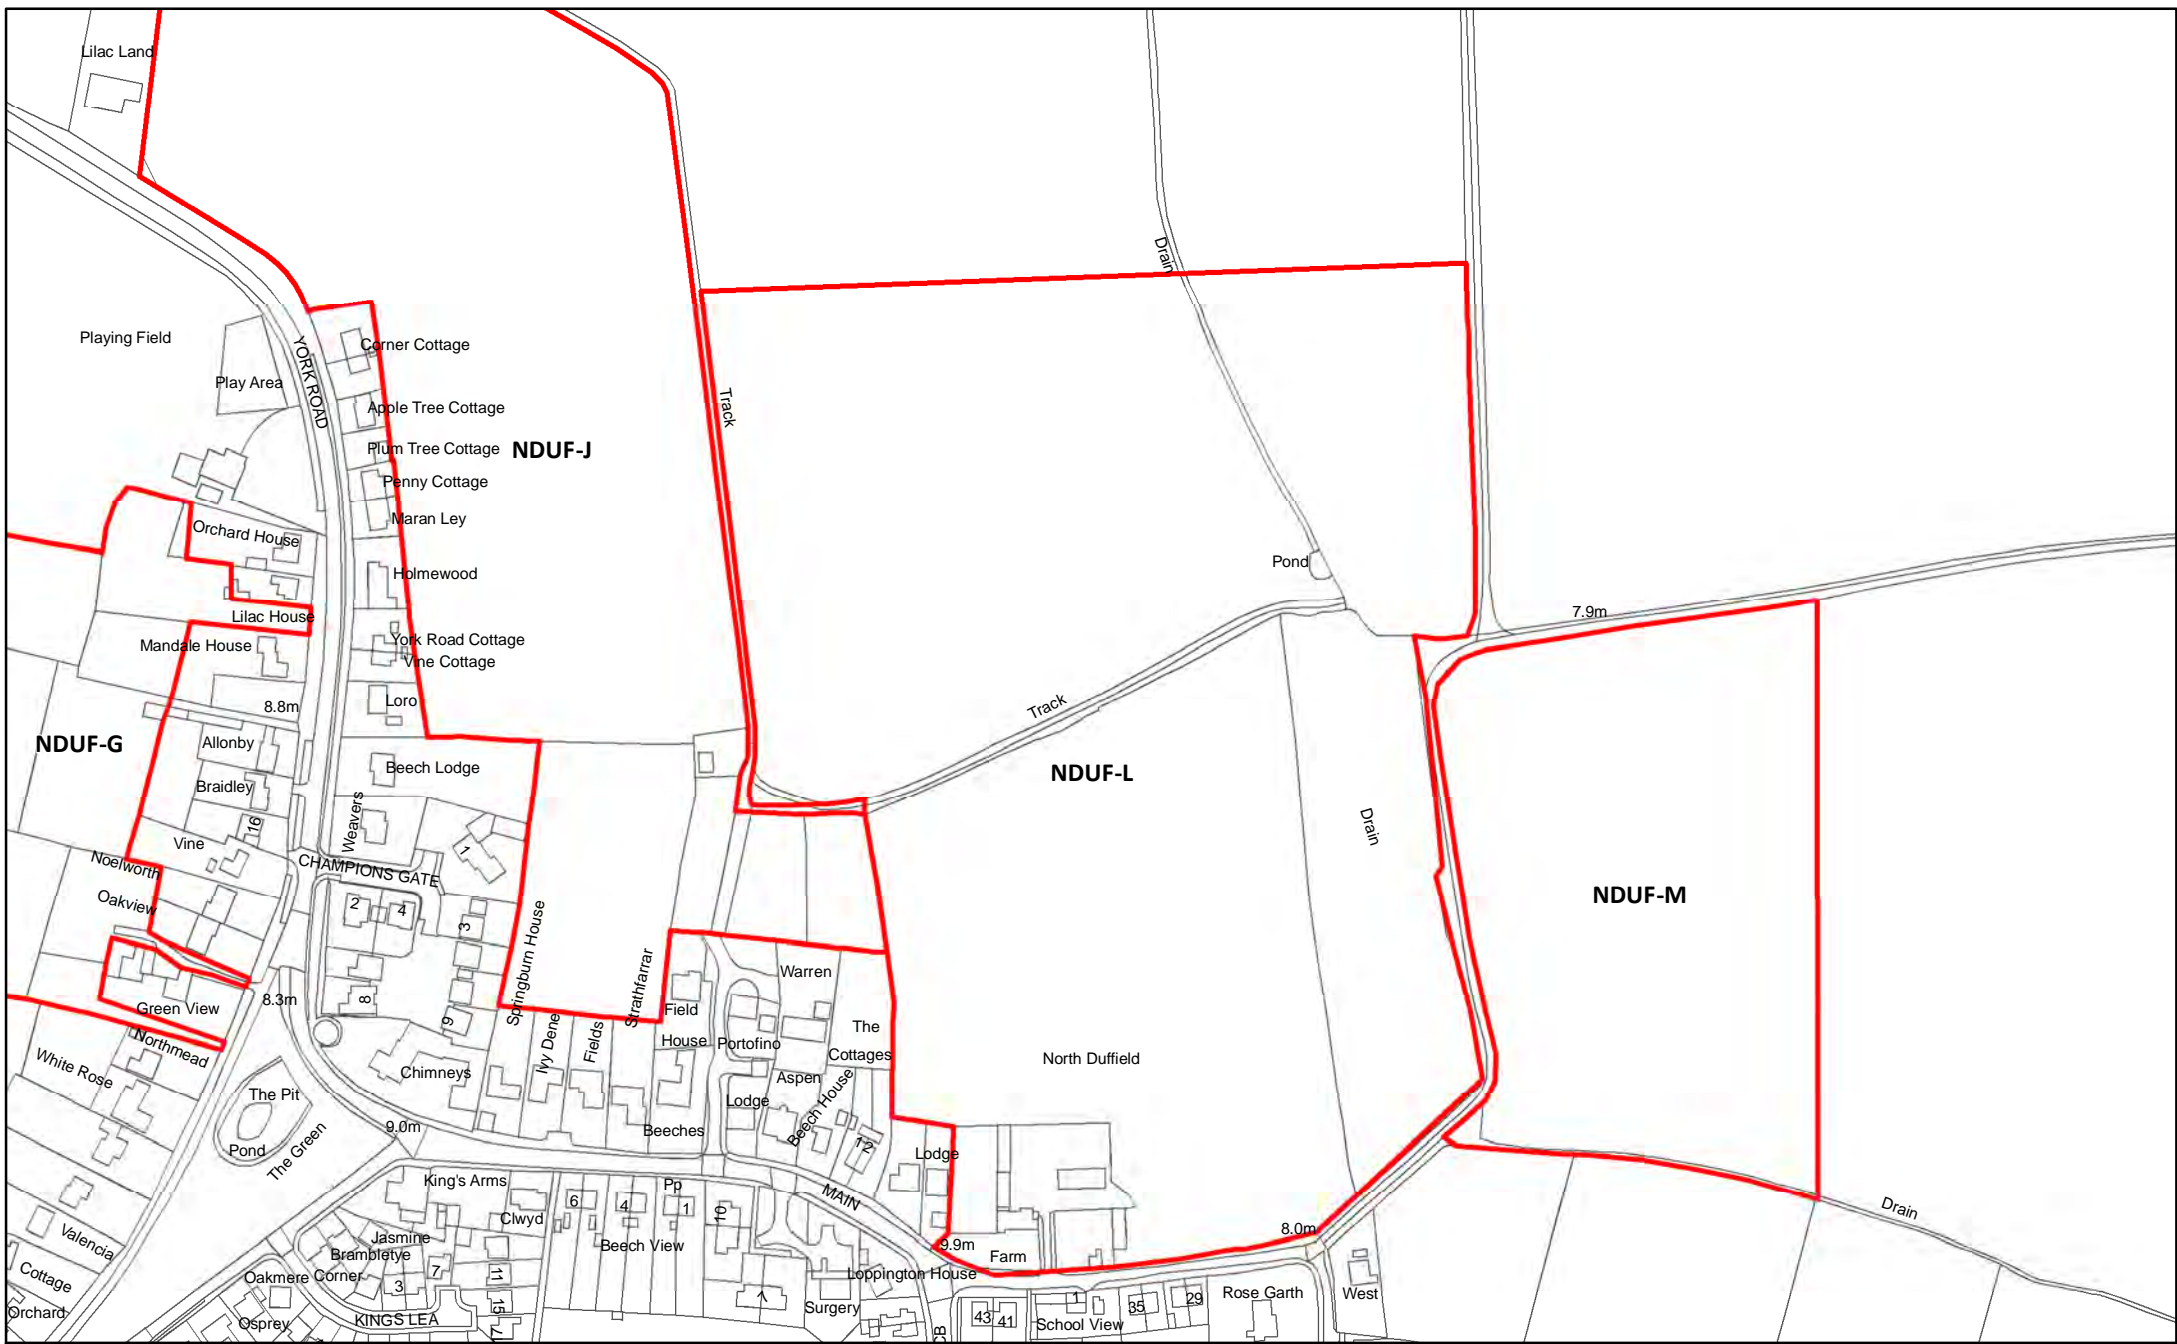 Lilac Land
Drain
Playing Field
YORK ROAD
Corner Cottage
Play Area
Track
Apple Tree Cottage
Plum Tree Cottage
NDUF-J
Penny Cottage
Maran Ley
Orchard House
Pond
Holmewood
Lilac House
7.9m
Mandale House
York Road Cottage
Vine Cottage
Loro
8.8m
Track
NDUF-G
Allonby
Beech Lodge
NDUF-L
Braidley
Weavers
16
Drain
Vine
1
Noelworth
CHAMPIONS GATE
NDUF-M
Oakview
2
4
3
Springburn House
Strathfarrar
Warren
8.3m
8
Green View
9
Field
House
Ivy Dene
Fields
The
Cottages
Portofino
Northmead
White Rose
North Duffield
Chimneys
Aspen
The Pit
Lodge
Beech House
9.0m
Beeches
12
Pond
The Green
Lodge
King's Arms
Pp
MAIN
6
4
1
10
Clwyd
Drain
Valencia
Jasmine
Beech View
8.0m
9.9m
Brambletye
Farm
Cottage
Oakmere
Corner
7
11
3
Loppington House
Rose Garth
West
Orchard
15
7
Surgery
1
35
29
Osprey
KINGS LEA
17
43
41
School View
CB